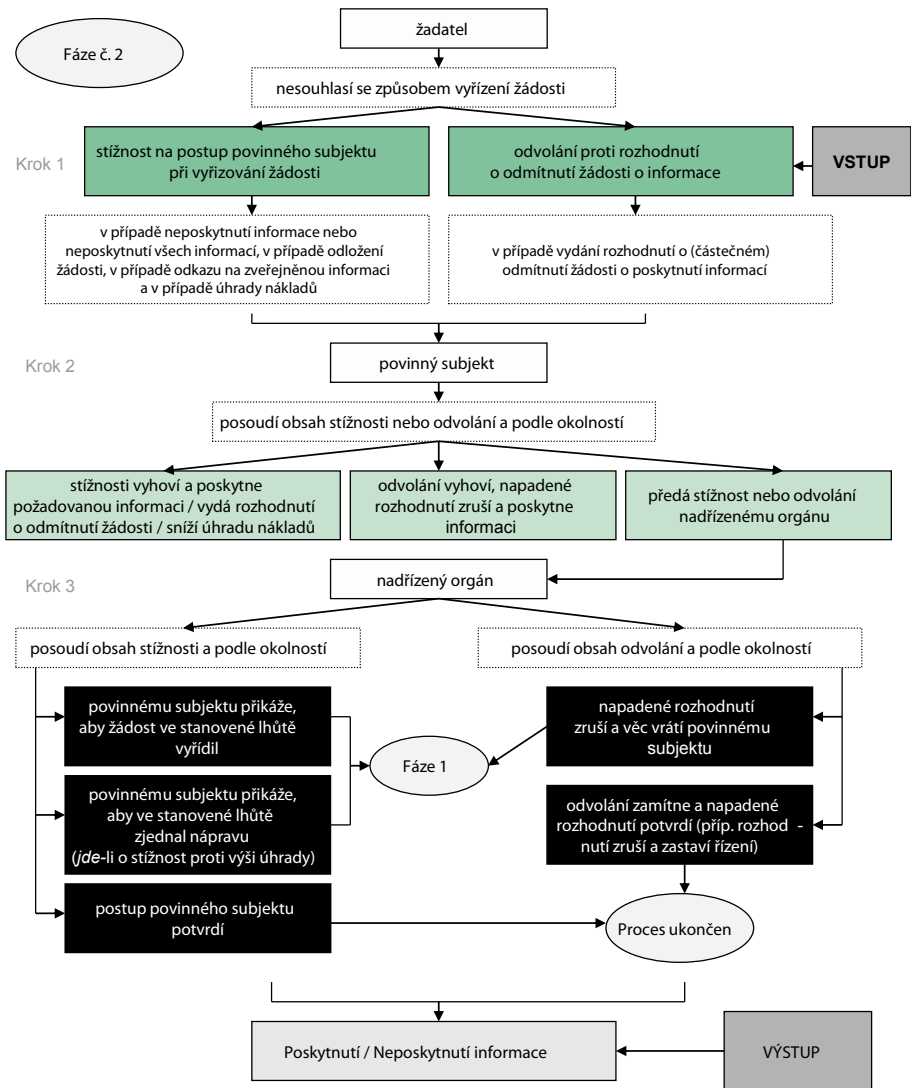 Fáze č. 2
žadatel
nesouhlasí se způsobem vyřízení žádosti
Krok 1
stížnost na postup povinného subjektu
při vyřizování žádosti
odvolání proti rozhodnutí
o odmítnutí žádosti o informace
VSTUP
v případě neposkytnutí informace nebo
neposkytnutí všech informací, v případě odložení
žádosti, v případě odkazu na zveřejněnou informaci
a v případě úhrady nákladů
v případě vydání rozhodnutí o (částečném)
odmítnutí žádosti o poskytnutí informací
Krok 2
povinný subjekt
posoudí obsah stížnosti nebo odvolání a podle okolností
stížnosti vyhoví a poskytne
požadovanou informaci / vydá rozhodnutí
o odmítnutí žádosti / sníží úhradu nákladů
odvolání vyhoví, napadené
rozhodnutí zruší a poskytne
informaci
předá stížnost nebo odvolání
nadřízenému orgánu
Krok 3
nadřízený orgán
posoudí obsah stížnosti a podle okolností
posoudí obsah odvolání a podle okolností
povinnému subjektu přikáže,
aby žádost ve stanovené lhůtě
vyřídil
napadené rozhodnutí
zruší a věc vrátí povinnému
subjektu
Fáze 1
povinnému subjektu přikáže,
aby ve stanovené lhůtě
zjednal nápravu
(jde-li o stížnost proti výši úhrady)
odvolání zamítne a napadené
rozhodnutí potvrdí (příp. rozhod -
nutí zruší a zastaví řízení)
postup povinného subjektu
potvrdí
Proces ukončen
Poskytnutí / Neposkytnutí informace
VÝSTUP